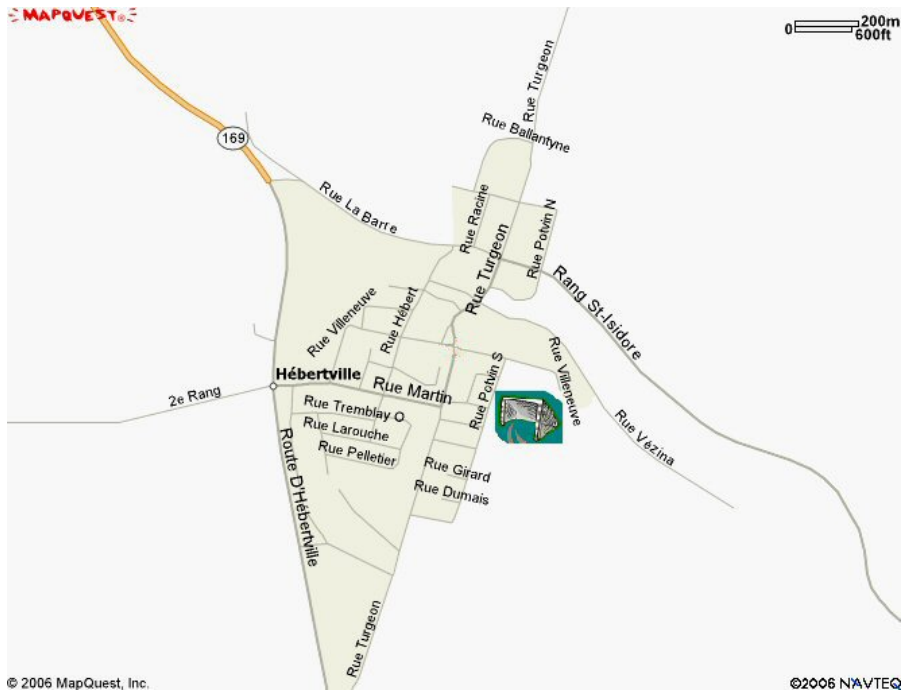 MAPQUEST®
0 200m
600ft
Rue Turgeon
Rue Ballantyne
169
Rue La Barre
Rue Racine
Rue Potvin N
Rue Turgeon
Rang St-Isidore
Rue Villeneuve
Rue Hébert
Hébertville
Rue Martin
Rue Potvin S
Rue Villeneuve
2e Rang
Rue Tremblay O
Rue Larouche
Rue Pelletier
Rue Vézina
Route D'Hébertville
Rue Girard
Rue Dumais
Rue Turgeon
© 2006 MapQuest, Inc.
©2006 NAVTEQ